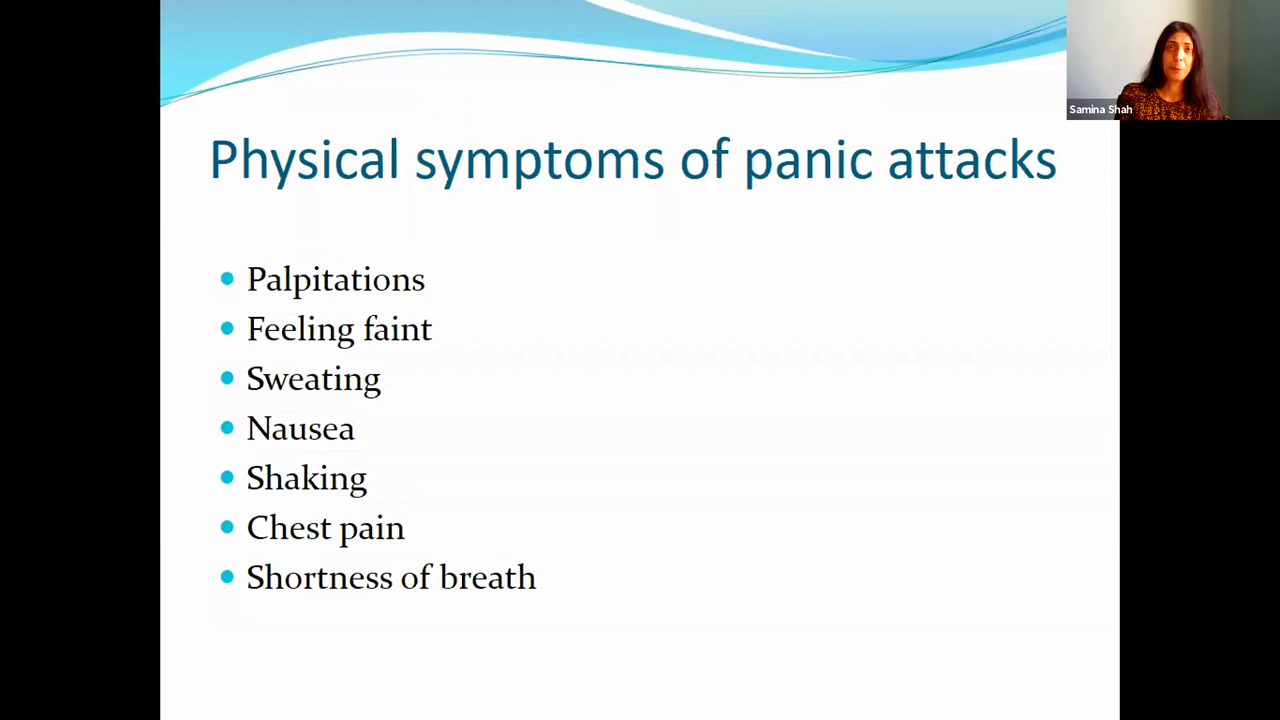 Samina Shah
Physical symptoms of panic attacks
Palpitations
Feeling faint
Sweating
Nausea
Shaking
Chest pain
Shortness of breath